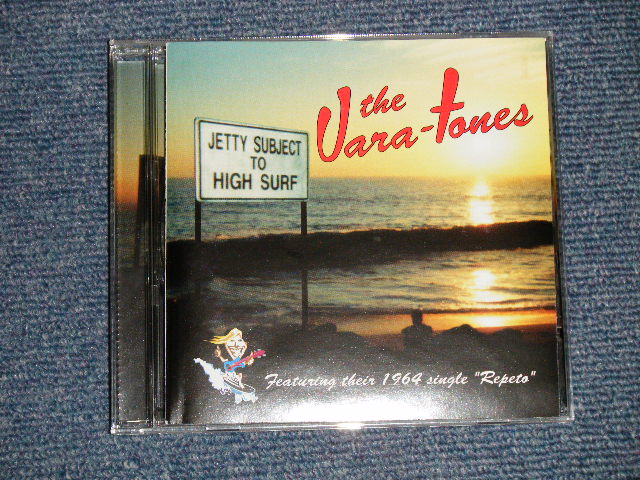 the
Vara-tones
JETTY SUBJECT
TO
HIGH SURF
Featuring their 1964 single "Repeto"